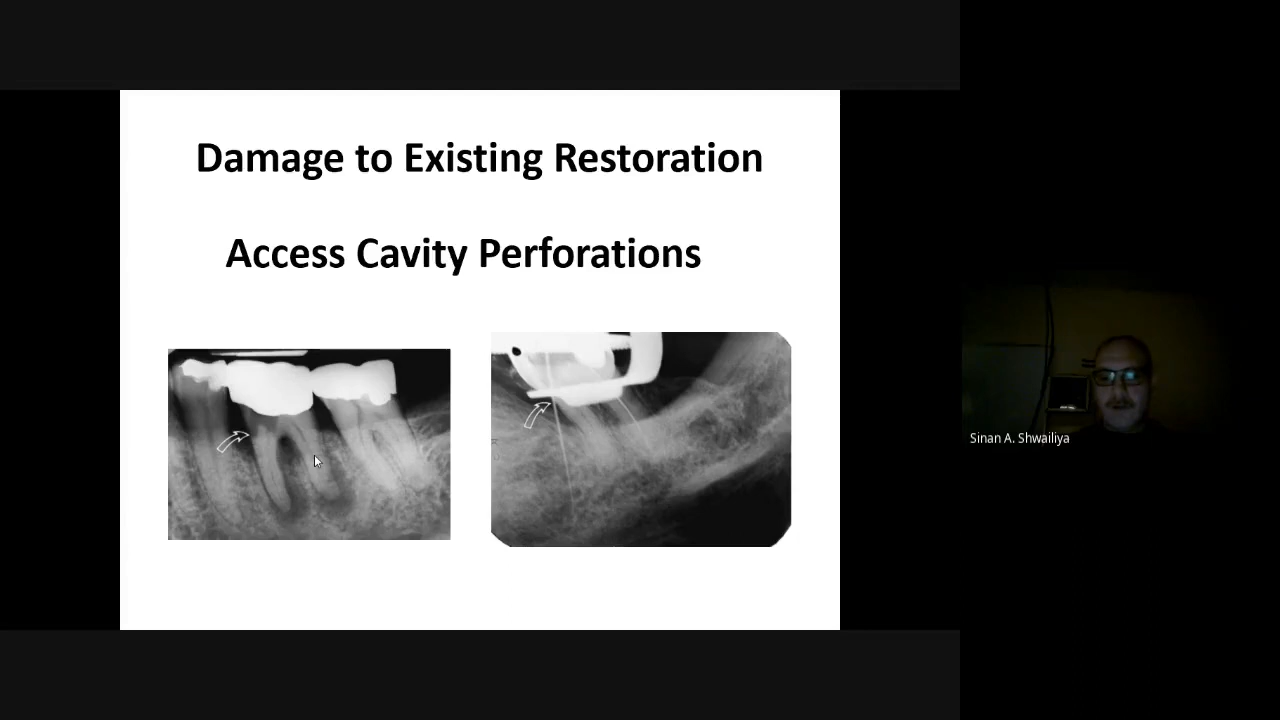 Damage to Existing Restoration
Access Cavity Perforations
Sinan A. Shwailiya